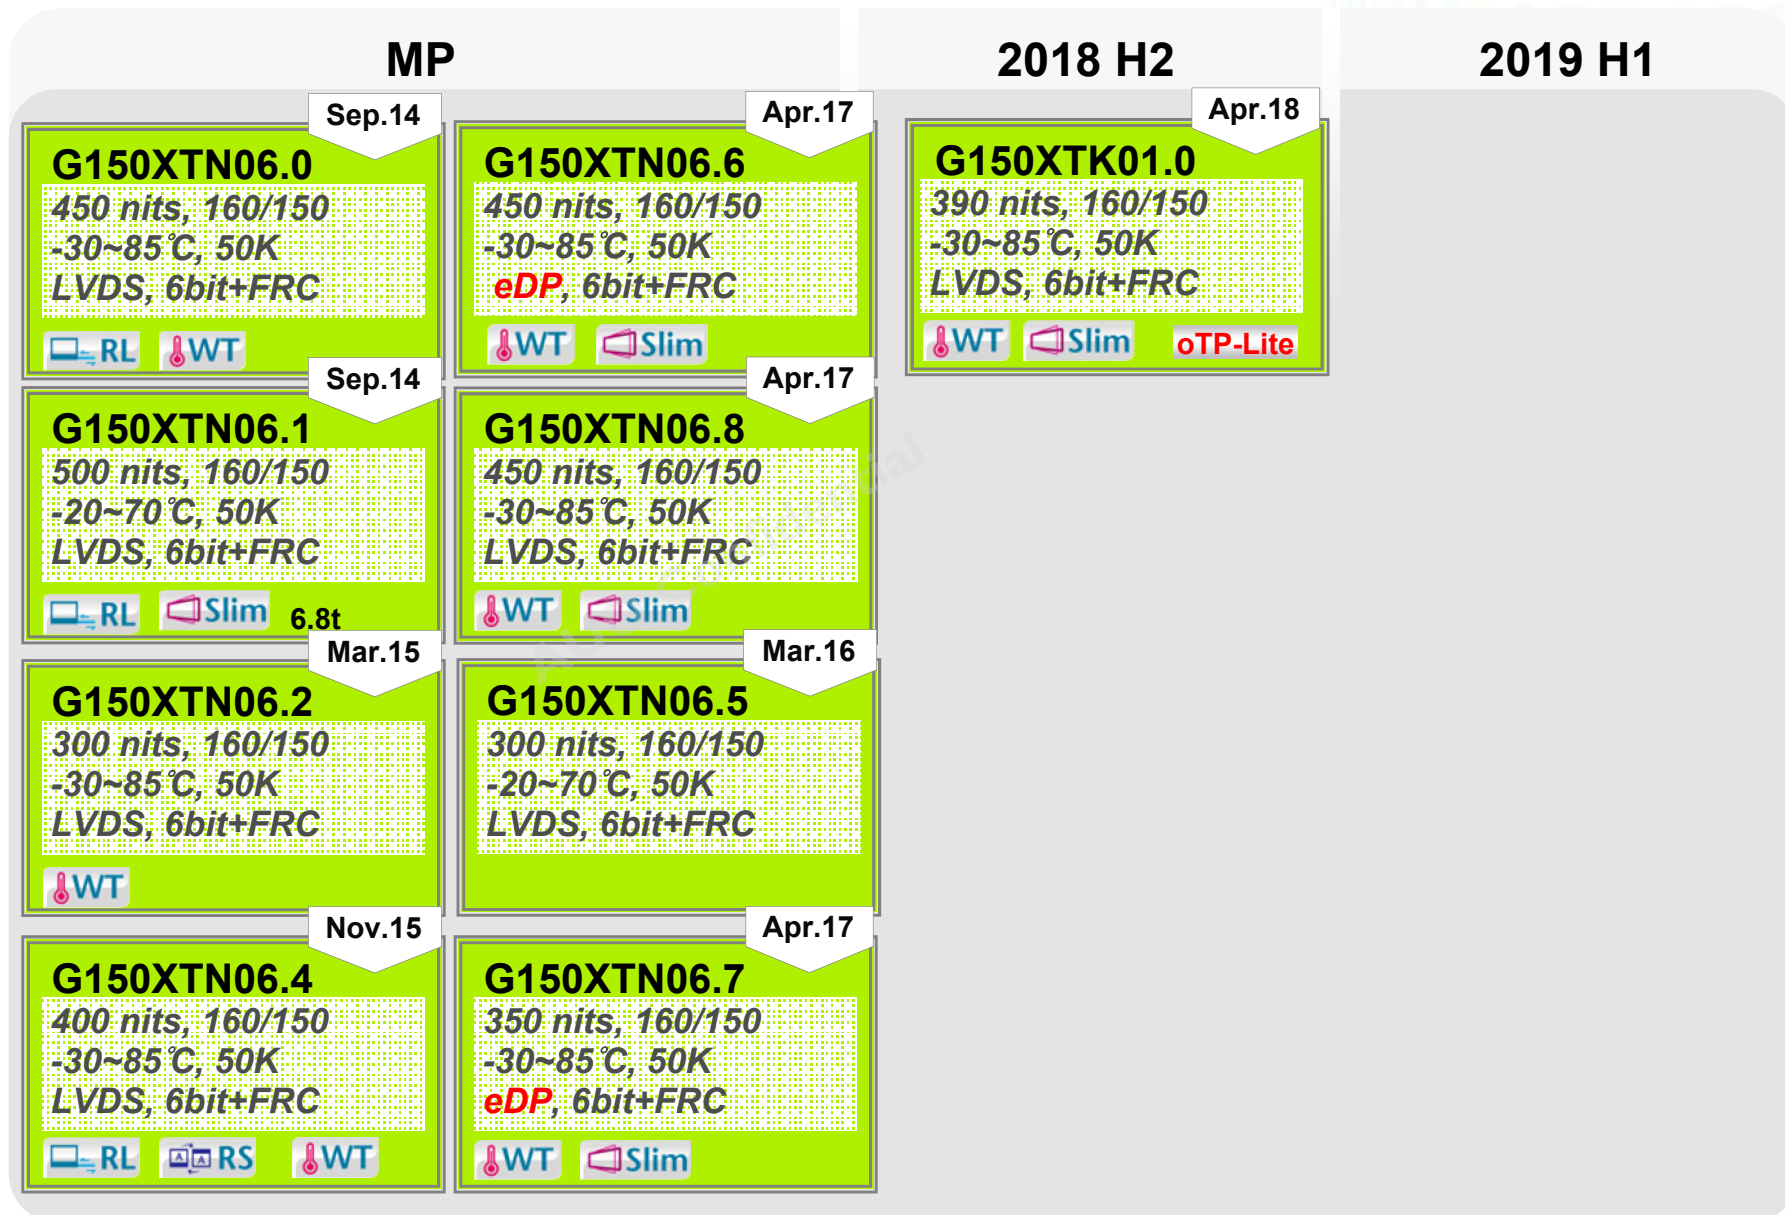 MP
2018 H2
2019 H1
Sep.14
G150XTN06.0
450 nits, 160/150
-30~85℃, 50K
LVDS, 6bit+FRC
RL WT
Apr.17
G150XTN06.6
450 nits, 160/150
-30~85℃, 50K
eDP, 6bit+FRC
WT Slim
Apr.18
G150XTK01.0
390 nits, 160/150
-30~85℃, 50K
LVDS, 6bit+FRC
WT Slim oTP-Lite
Sep.14
G150XTN06.1
500 nits, 160/150
-20~70℃, 50K
LVDS, 6bit+FRC
RL Slim 6.8t
Apr.17
G150XTN06.8
450 nits, 160/150
-30~85℃, 50K
LVDS, 6bit+FRC
WT Slim
Mar.15
G150XTN06.2
300 nits, 160/150
-30~85℃, 50K
LVDS, 6bit+FRC
WT
Mar.16
G150XTN06.5
300 nits, 160/150
-20~70℃, 50K
LVDS, 6bit+FRC
Nov.15
G150XTN06.4
400 nits, 160/150
-30~85℃, 50K
LVDS, 6bit+FRC
RL A A RS WT
Apr.17
G150XTN06.7
350 nits, 160/150
-30~85℃, 50K
eDP, 6bit+FRC
WT Slim